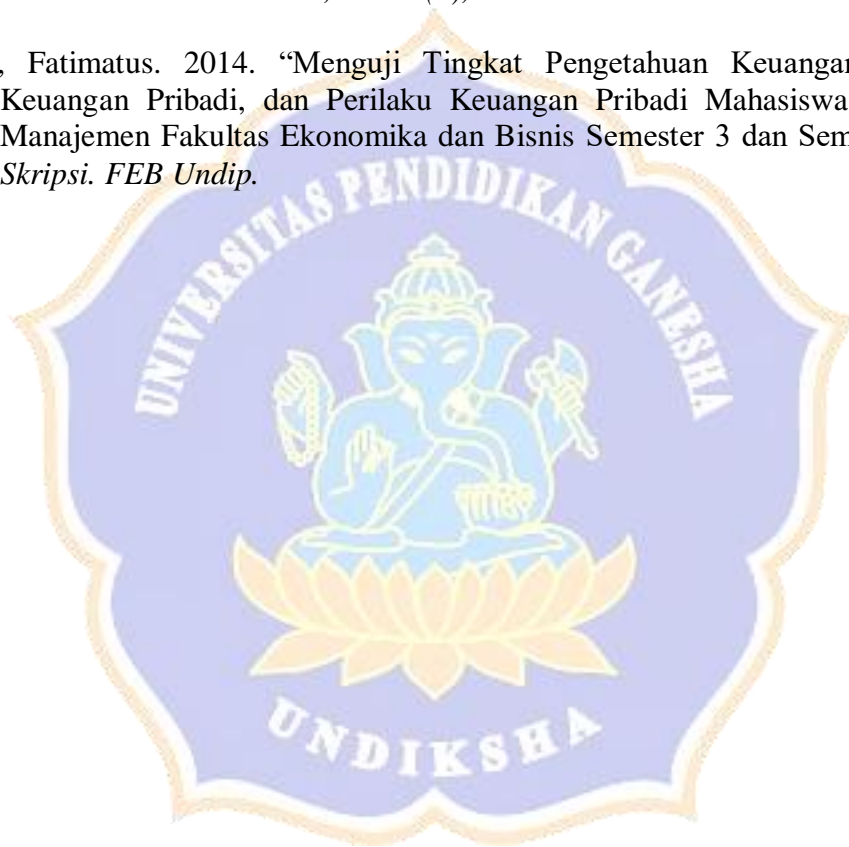 , Fatimatus. 2014. “Menguji Tingkat Pengetahuan Keuangan
Keuangan Pribadi, dan Perilaku Keuangan Pribadi Mahasiswa
Manajemen Fakultas Ekonomika dan Bisnis Semester 3 dan Sem
Skripsi. FEB Undip.
UNIVERSITAS PENDIDIKAN GANESHA
UNDIKSHA